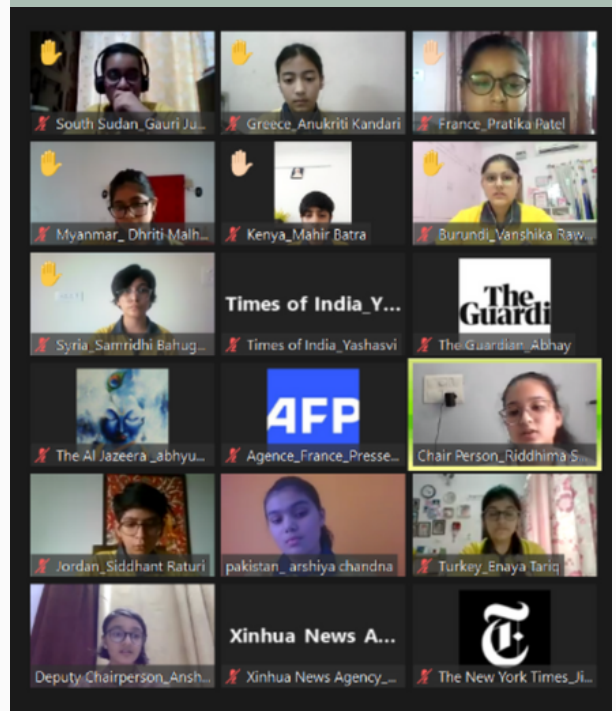 South Sudan_Gauri Ju...
Greece_Anukriti Kandari
France_Pratika Patel
Myanmar_ Dhriti Malh...
Kenya_Mahir Batra
Burundi_Vanshika Raw...
Syria_Samridhi Bahug...
Times of India_Y...
Times of India_Yashasvi
The
Guardi
The Guardian_Abhay
The Al Jazeera _abhyu...
AFP
Agence_France_Presse...
Chair Person_Riddhima S...
Jordan_Siddhant Raturi
pakistan_ arshiya chandna
Turkey_Enaya Tariq
Deputy Chairperson_Ansh...
Xinhua News A...
Xinhua News Agency_...
T
The New York Times_Ji...